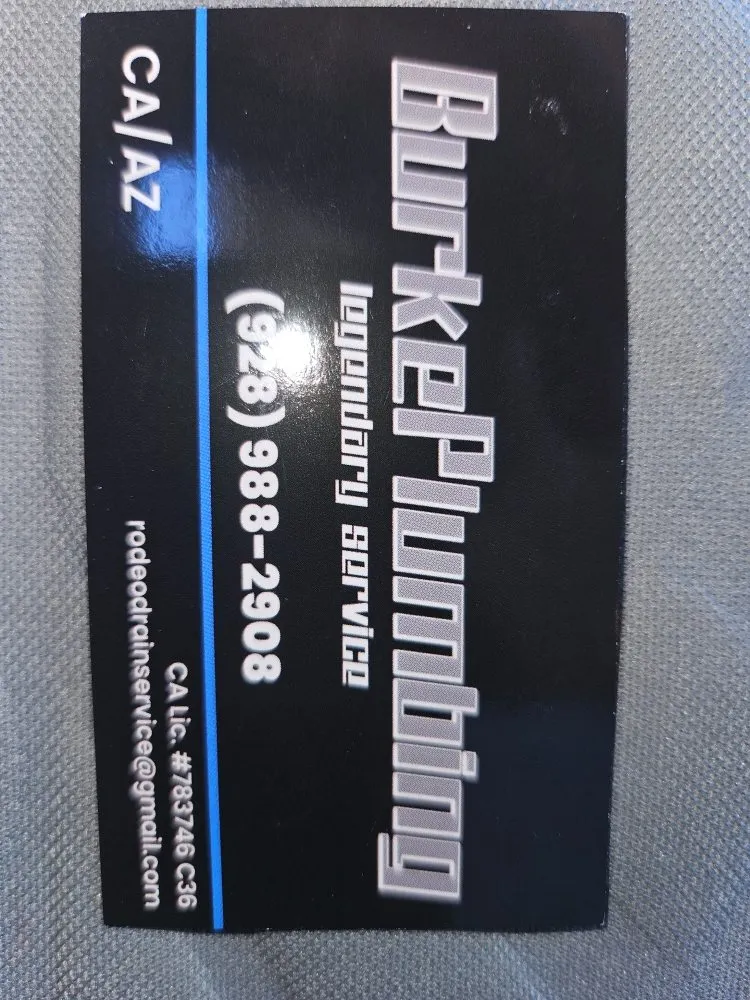 BurkePlumbing
legendary service
(928) 988-2908
CA/AZ
CA Lic. #783746 C36
rodeodrainservice@gmail.com